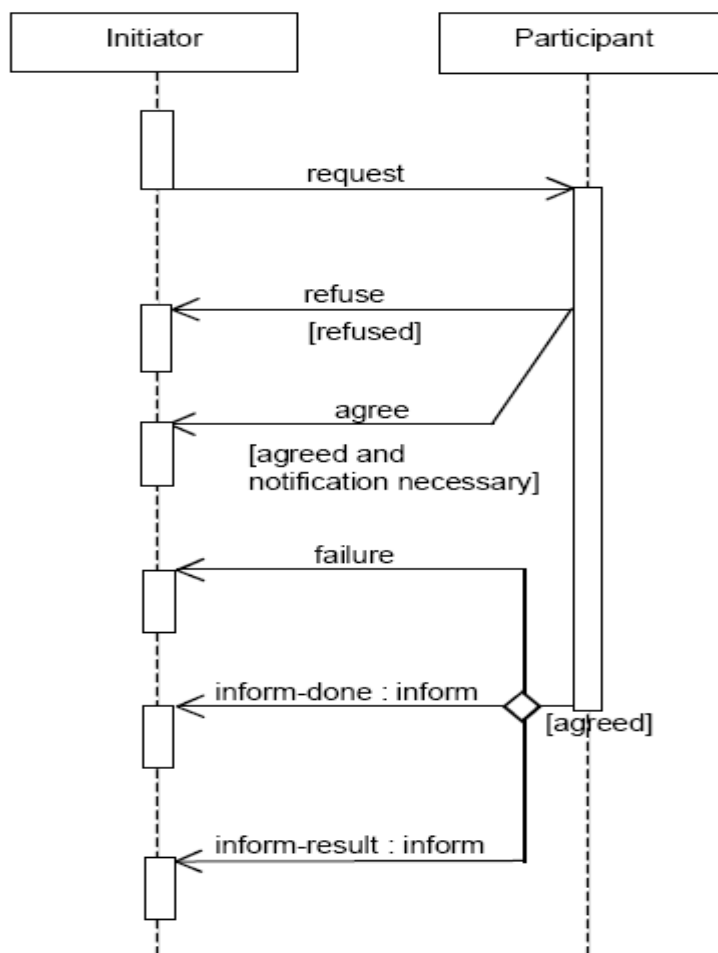 Initiator
Participant
request
refuse
[refused]
agree
[agreed and
notification necessary]
failure
inform-done : inform
[agreed]
inform-result : inform